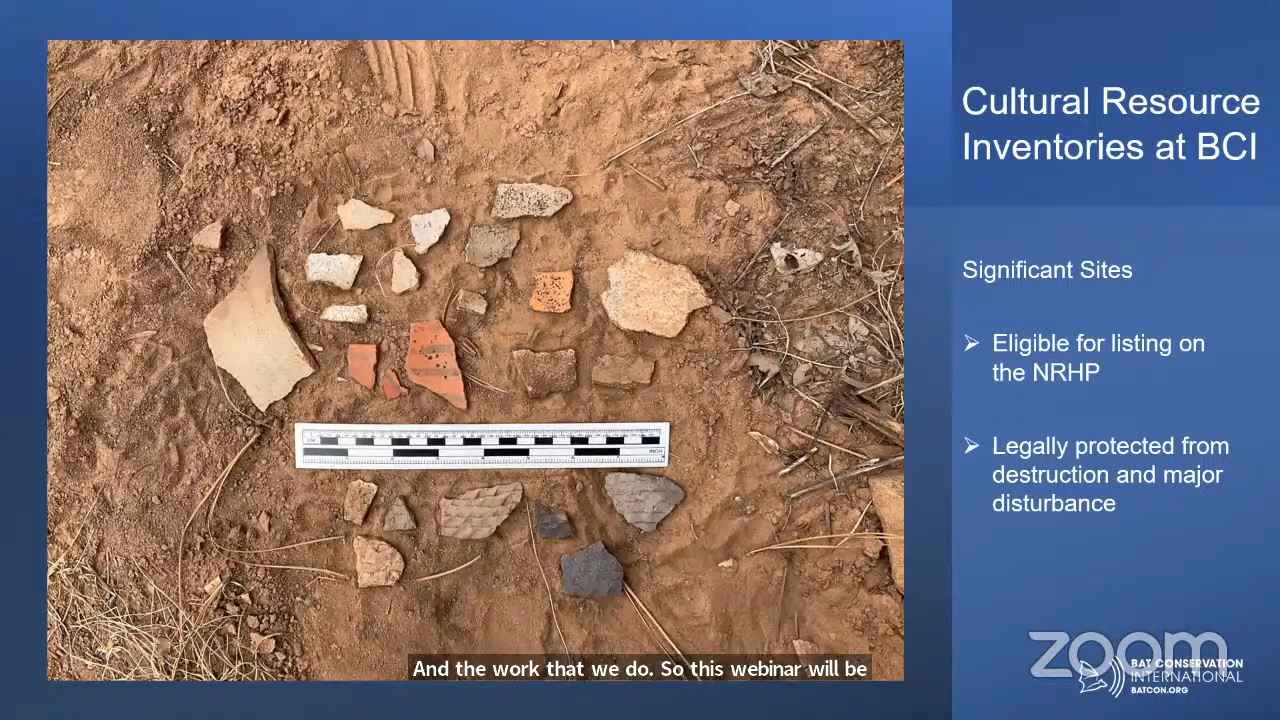 Cultural Resource
Inventories at BCI
Significant Sites
Eligible for listing on
the NRHP
Legally protected from
destruction and major
disturbance
CM
INCH
And the work that we do. So this webinar will be
zoom
BAT CONSERVATION
INTERNATIONAL
BATCON.ORG